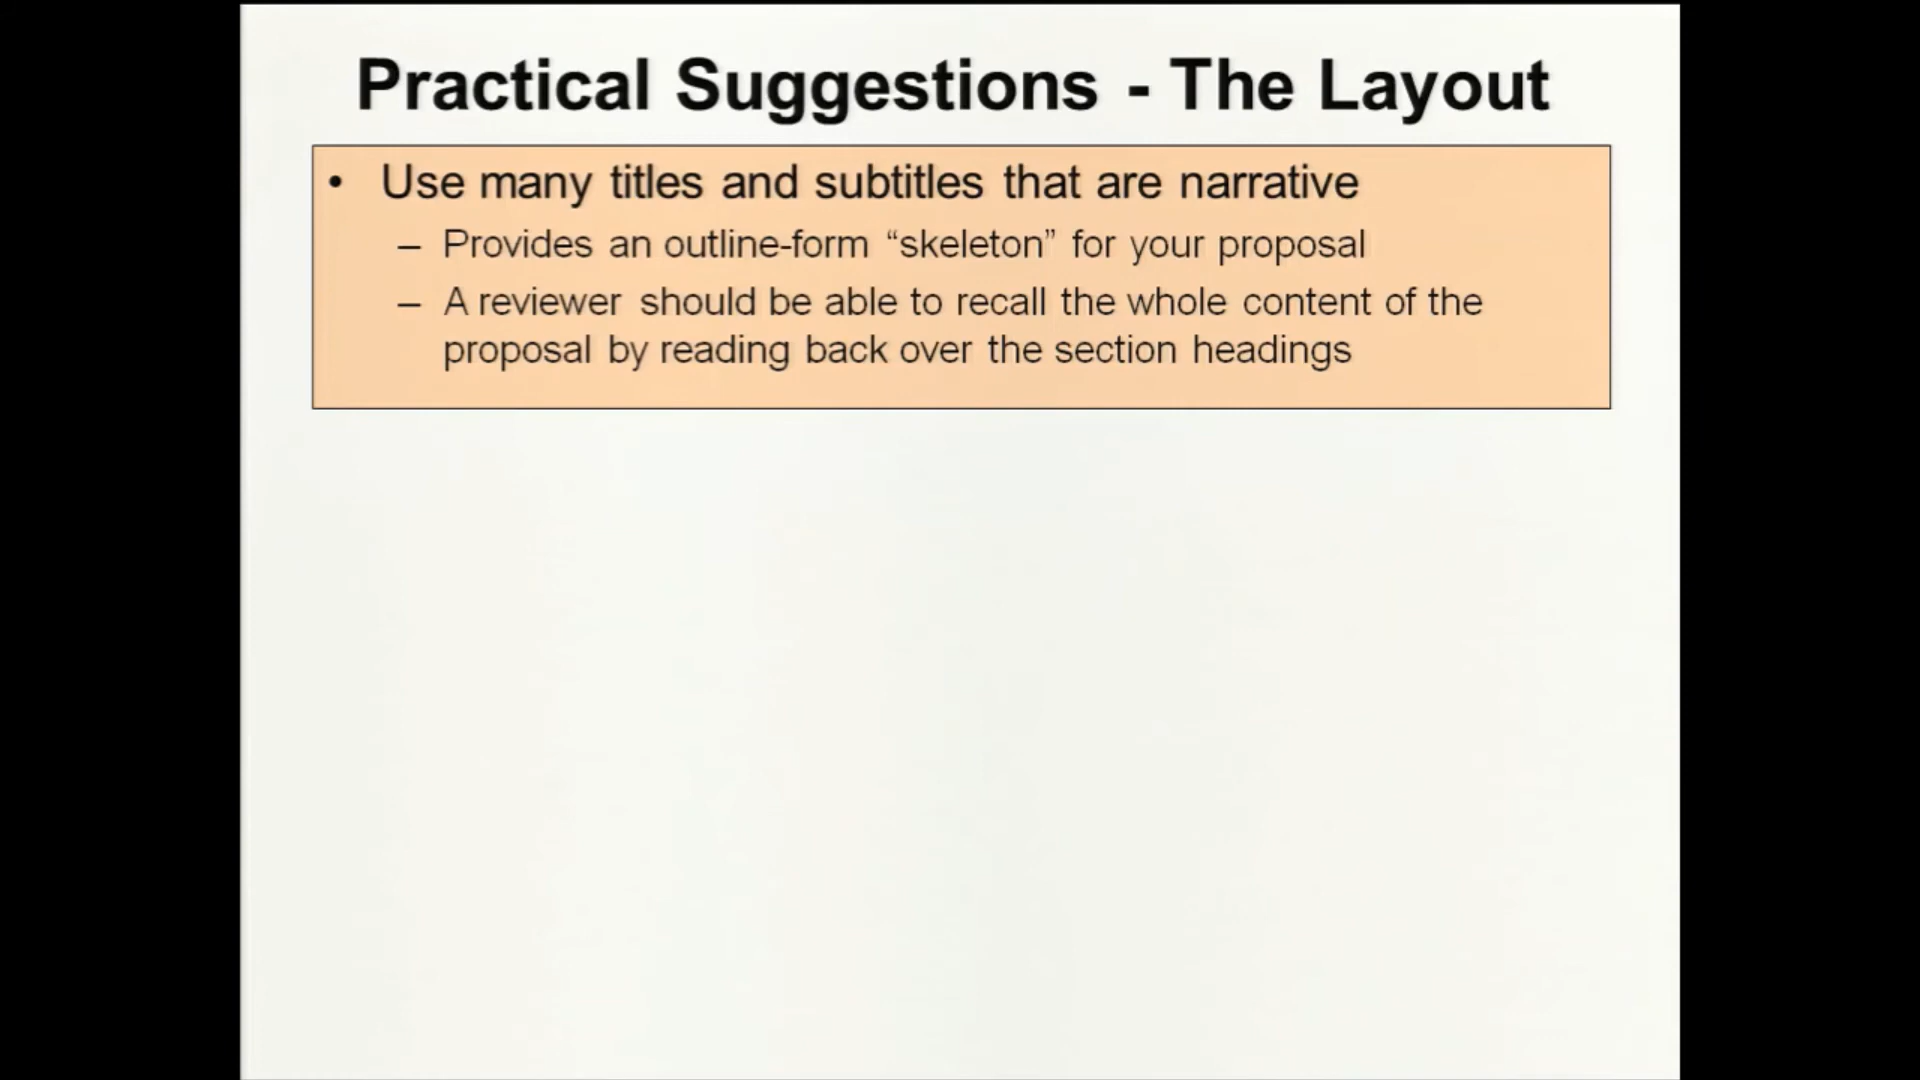 Practical Suggestions - The Layout
• Use many titles and subtitles that are narrative
– Provides an outline-form “skeleton” for your proposal
– A reviewer should be able to recall the whole content of the
proposal by reading back over the section headings